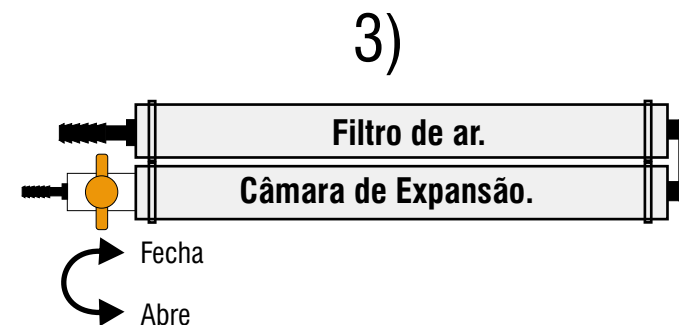 3)
Filtro de ar.
Câmara de Expansão.
Fecha
Abre